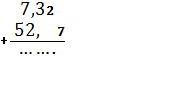 7,32
+ 52, 7
... ... .